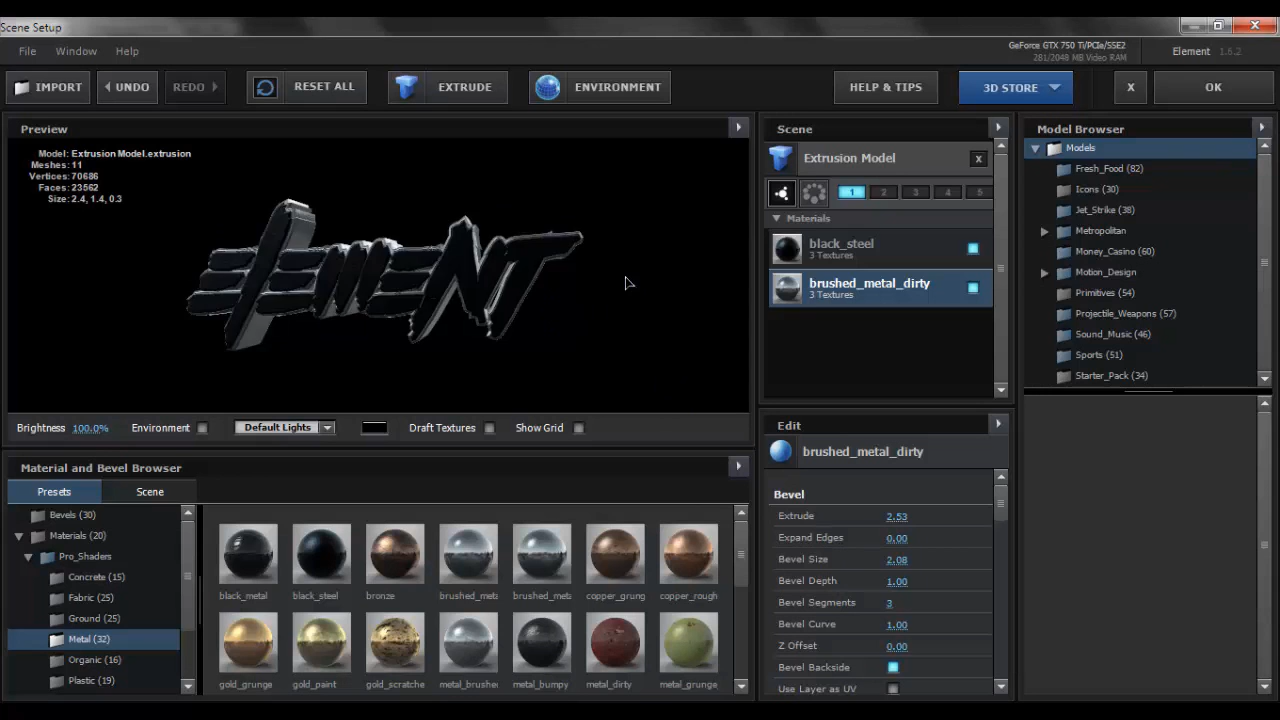 Scene Setup
File Window Help
GeForce GTX 750 Ti/PCIe/SSE2
281/2048 MB Video RAM
Element 1.6.2
IMPORT UNDO REDO RESET ALL EXTRUDE ENVIRONMENT HELP & TIPS 3D STORE X OK
Preview
Model: Extrusion Model.extrusion
Meshes: 11
Vertices: 70686
Faces: 23562
Size: 2.4, 1.4, 0.3
ELEMENT
Brightness 100.0% Environment Default Lights Draft Textures Show Grid
Material and Bevel Browser
Presets Scene
Bevels (30)
Materials (20)
Pro_Shaders
Concrete (15)
Fabric (25)
Ground (25)
Metal (32)
Organic (16)
Plastic (19)
black_metal black_steel bronze brushed_meta brushed_meta copper_grung copper_rough
gold_grunge gold_paint gold_scratche metal_brushe metal_bumpy metal_dirty metal_grunge
Scene
Extrusion Model X
1 2 3 4 5
Materials
black_steel
3 Textures
brushed_metal_dirty
3 Textures
Edit
brushed_metal_dirty
Bevel
Extrude 2.53
Expand Edges 0.00
Bevel Size 2.08
Bevel Depth 1.00
Bevel Segments 3
Bevel Curve 1.00
Z Offset 0.00
Bevel Backside
Use Layer as UV
Model Browser
Models
Fresh_Food (82)
Icons (30)
Jet_Strike (38)
Metropolitan
Money_Casino (60)
Motion_Design
Primitives (54)
Projectile_Weapons (57)
Sound_Music (46)
Sports (51)
Starter_Pack (34)